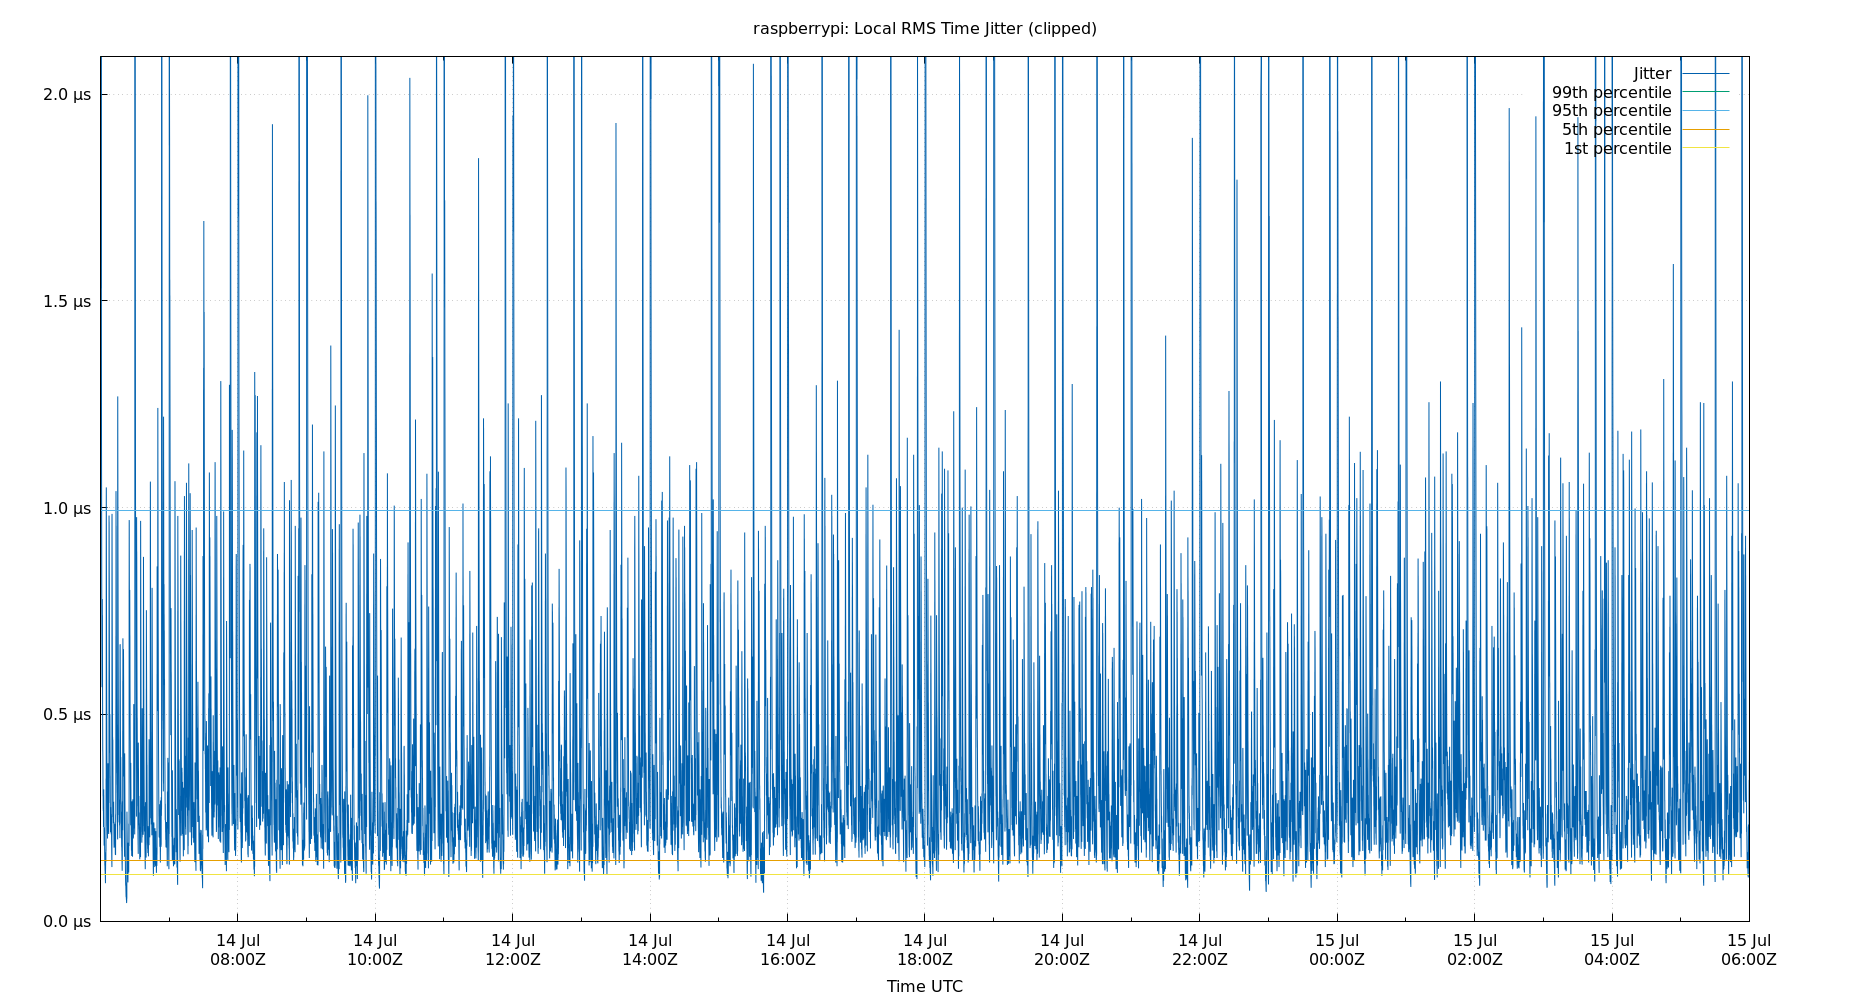 raspberrypi: Local RMS Time Jitter (clipped)
2.0 µs
1.5 µs
1.0 µs
0.5 µs
0.0 µs
Jitter
99th percentile
95th percentile
5th percentile
1st percentile
14 Jul
08:00Z
14 Jul
10:00Z
14 Jul
12:00Z
14 Jul
14:00Z
14 Jul
16:00Z
14 Jul
18:00Z
14 Jul
20:00Z
14 Jul
22:00Z
15 Jul
00:00Z
15 Jul
02:00Z
15 Jul
04:00Z
15 Jul
06:00Z
Time UTC